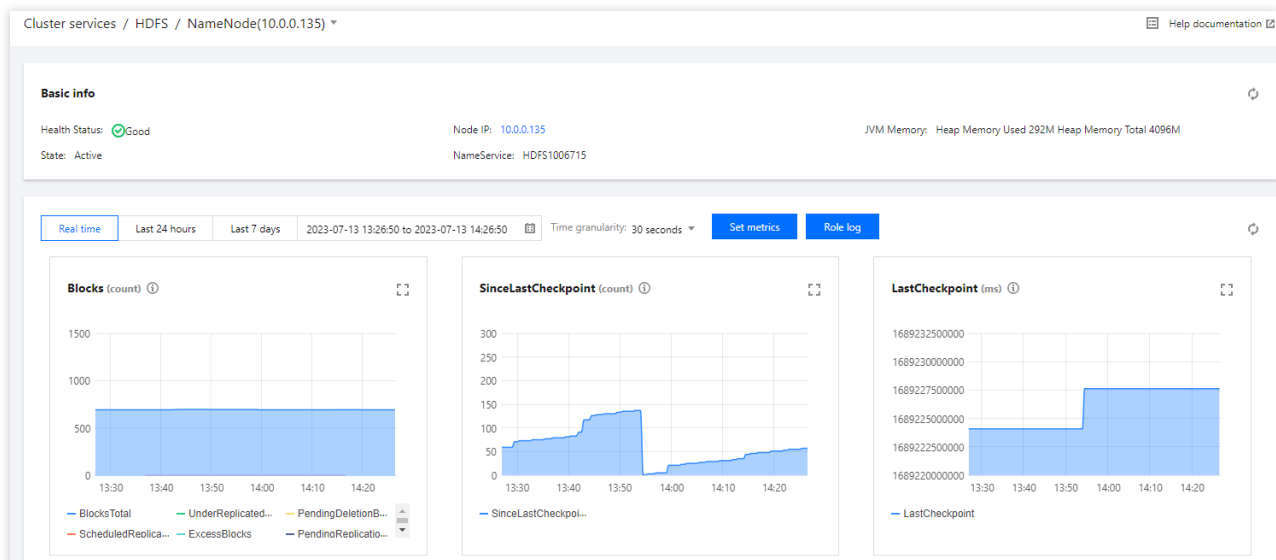 Cluster services / HDFS / NameNode(10.0.0.135)
Help documentation
Basic info
Health Status: Good
Node IP: 10.0.0.135
JVM Memory: Heap Memory Used 292M Heap Memory Total 4096M
State: Active
NameService: HDFS1006715
Real time
Last 24 hours
Last 7 days
2023-07-13 13:26:50 to 2023-07-13 14:26:50
Time granularity: 30 seconds
Set metrics
Role log
Blocks (count)
1500
1000
500
0
13:30 13:40 13:50 14:00 14:10 14:20
BlocksTotal UnderReplicated... PendingDeletionB...
ScheduledReplica... ExcessBlocks PendingReplicatio...
SinceLastCheckpoint (count)
300
250
200
150
100
50
0
13:30 13:40 13:50 14:00 14:10 14:20
SinceLastCheckpoi...
LastCheckpoint (ms)
1689232500000
1689230000000
1689227500000
1689225000000
1689222500000
1689220000000
13:30 13:40 13:50 14:00 14:10 14:20
LastCheckpoint